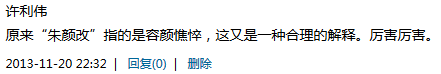 许利伟
原来“朱颜改”指的是容颜憔悴，这又是一种合理的解释。厉害厉害。
2013-11-20 22:32 | 回复(0) | 删除